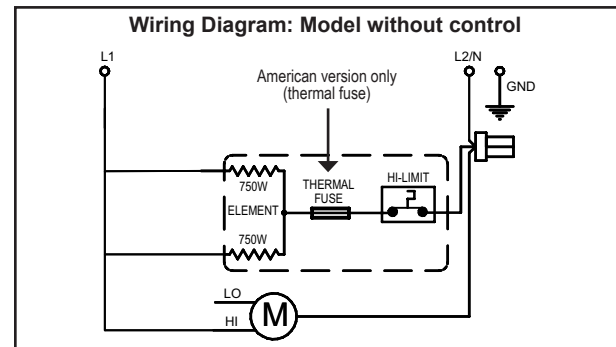 Wiring Diagram: Model without control
L1
L2/N
GND
American version only
(thermal fuse)
750W
THERMAL
FUSE
HI-LIMIT
ELEMENT
750W
LO
HI
M